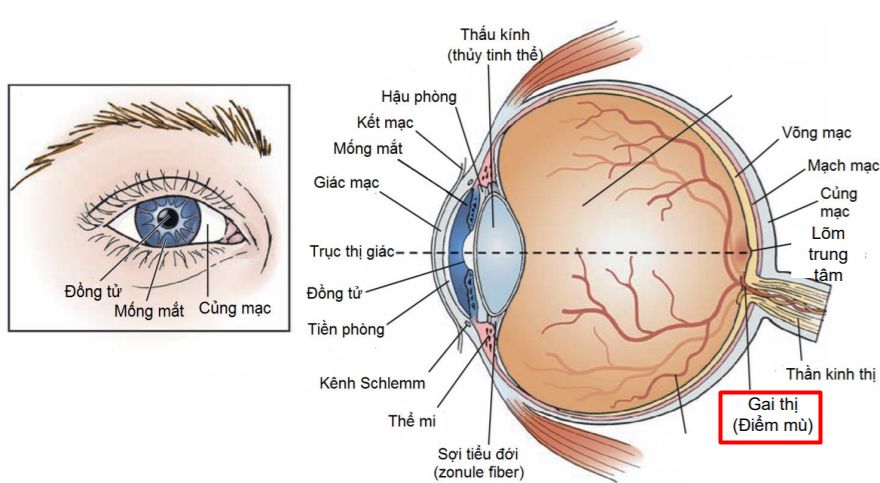 Đồng tử
Mống mắt
Củng mạc
Thấu kính
(thủy tinh thể)
Hậu phòng
Kết mạc
Mống mắt
Giác mạc
Trục thị giác
Đồng tử
Tiền phòng
Kênh Schlemm
Thể mi
Sợi tiểu đới
(zonule fiber)
Võng mạc
Mạch mạc
Củng
mạc
Lõm
trung
tâm
Thần kinh thị
Gai thị
(Điểm mù)